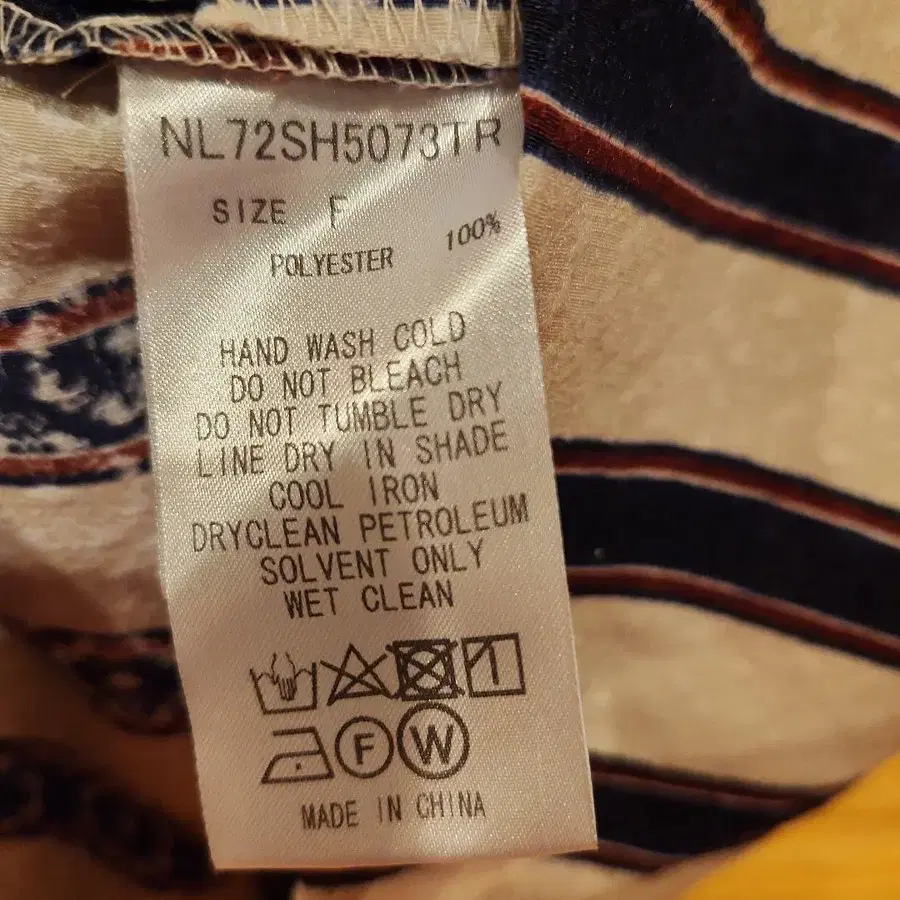 NL72SH5073TR
SIZE F
POLYESTER 100%
HAND WASH COLD
DO NOT BLEACH
DO NOT TUMBLE DRY
LINE DRY IN SHADE
COOL IRON
DRYCLEAN PETROLEUM
SOLVENT ONLY
WET CLEAN
F W
MADE IN CHINA